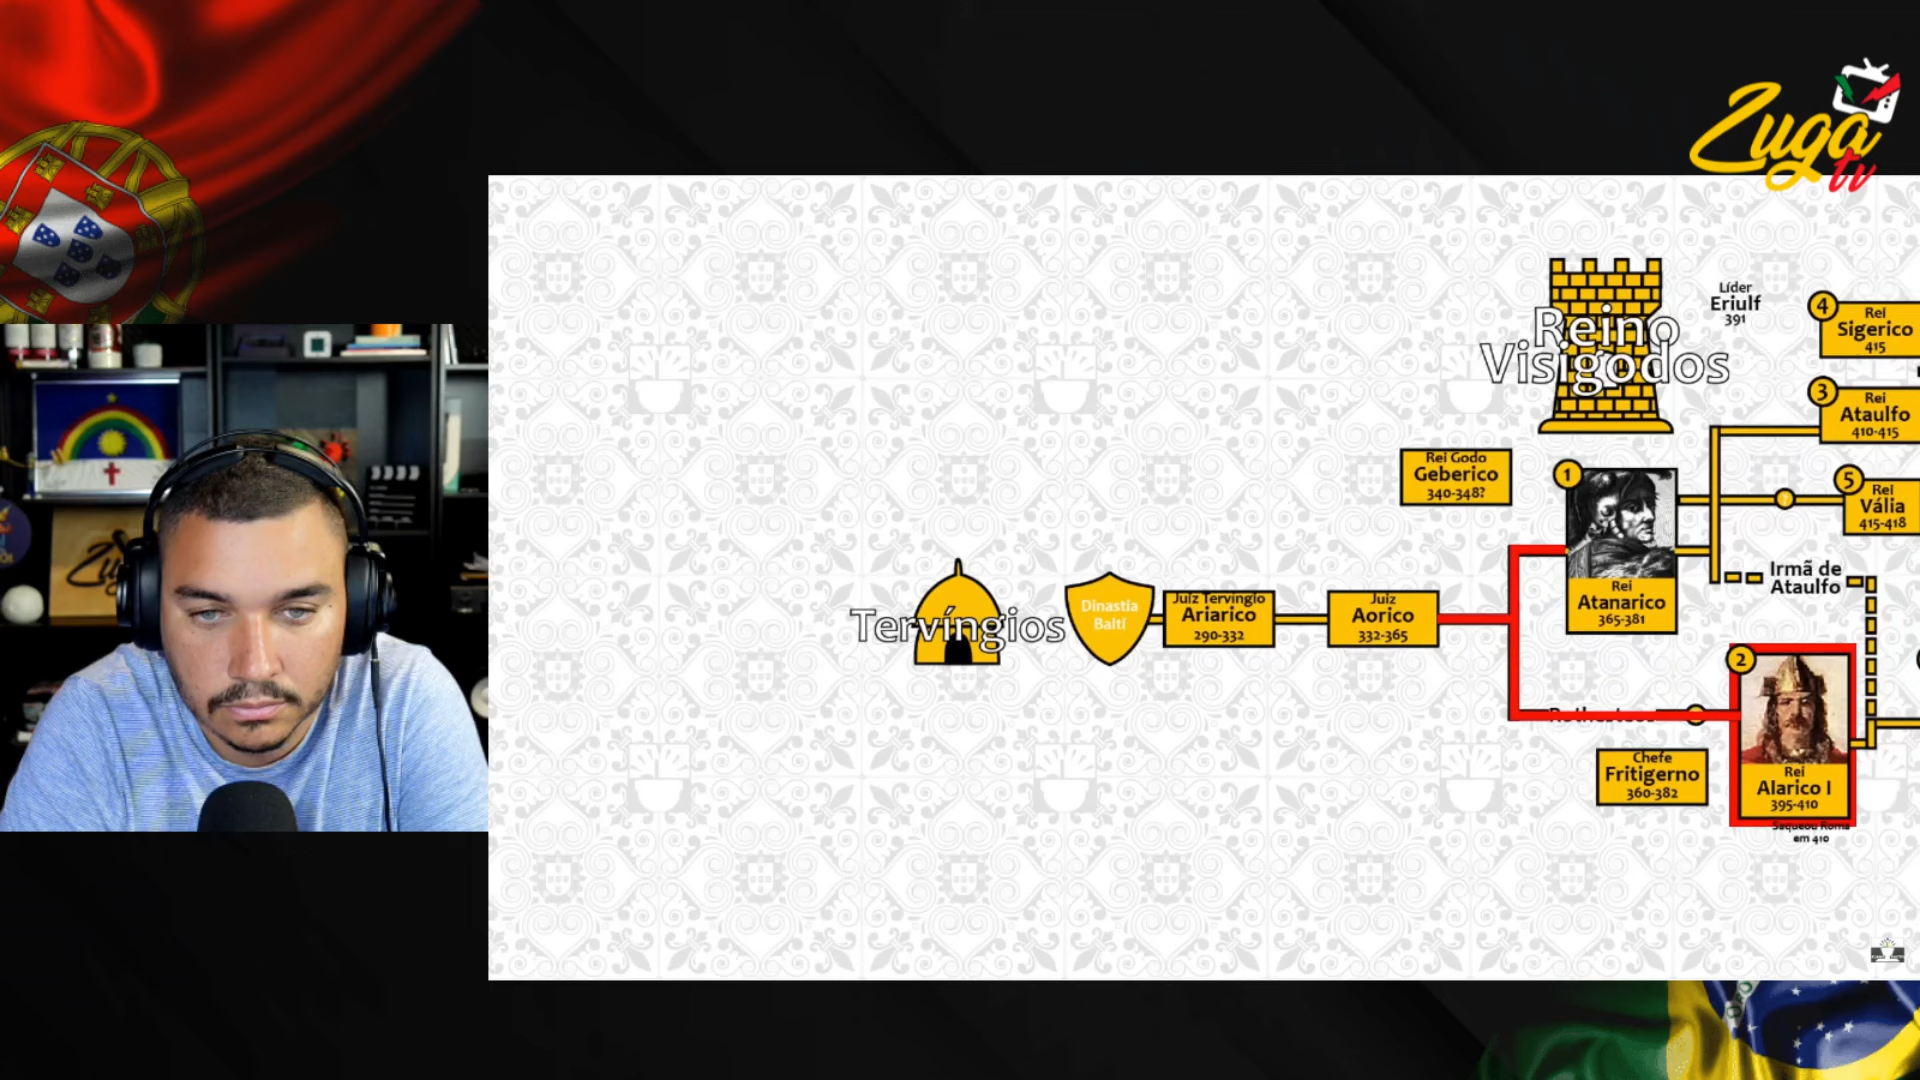 Zuga
tv
Reino
Visigodos
Líder
Eriulf
391
4
Rei
Sigerico
415
3
Rei
Ataulfo
410-415
Rei Godo
Geberico
340-348?
1
5
Rei
Vália
415-418
Irmã de
Ataulfo
Rei
Atanarico
365-381
Tervíngios
Dinastia
Balti
Juiz Tervíngio
Ariarico
290-332
Juiz
Aorico
332-365
2
Chefe
Fritigerno
360-382
Rei
Alarico I
395-410
Saqueou Roma
em 410